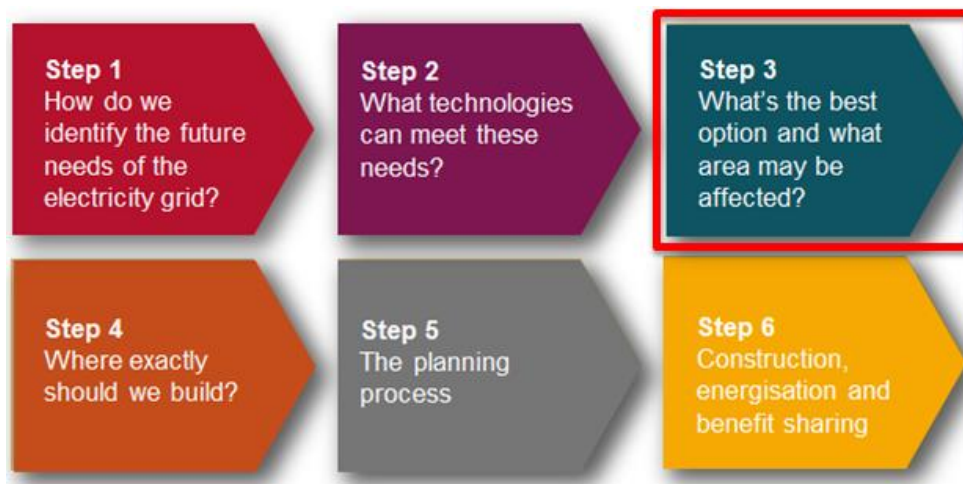 Step 1
How do we
identify the future
needs of the
electricity grid?
Step 2
What technologies
can meet these
needs?
Step 3
What's the best
option and what
area may be
affected?
Step 4
Where exactly
should we build?
Step 5
The planning
process
Step 6
Construction,
energisation and
benefit sharing